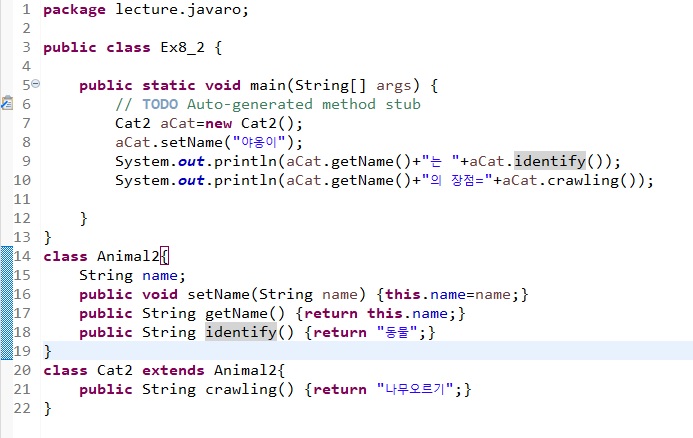 1 package lecture.javaro;
2
3 public class Ex8_2 {
4
5     public static void main(String[] args) {
6         // TODO Auto-generated method stub
7         Cat2 aCat=new Cat2();
8         aCat.setName("야옹이");
9         System.out.println(aCat.getName()+"는 "+aCat.identify());
10         System.out.println(aCat.getName()+"의 장점="+aCat.crawling());
11
12     }
13 }
14 class Animal2{
15     String name;
16     public void setName(String name) {this.name=name;}
17     public String getName() {return this.name;}
18     public String identify() {return "동물";}
19 }
20 class Cat2 extends Animal2{
21     public String crawling() {return "나무오르기";}
22 }